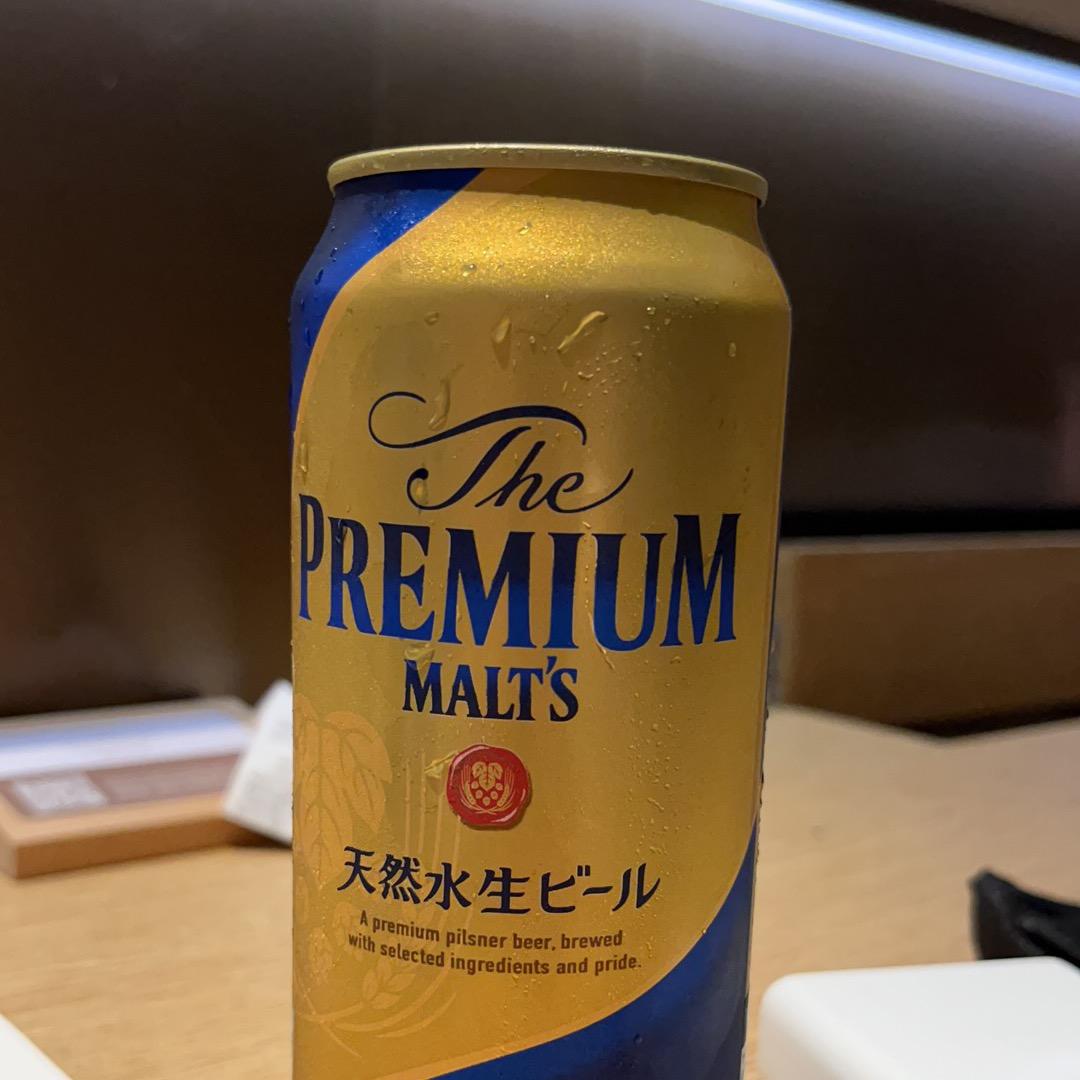 The
PREMIUM
MALT'S
天然水生ビール
A premium pilsner beer, brewed
with selected ingredients and pride.